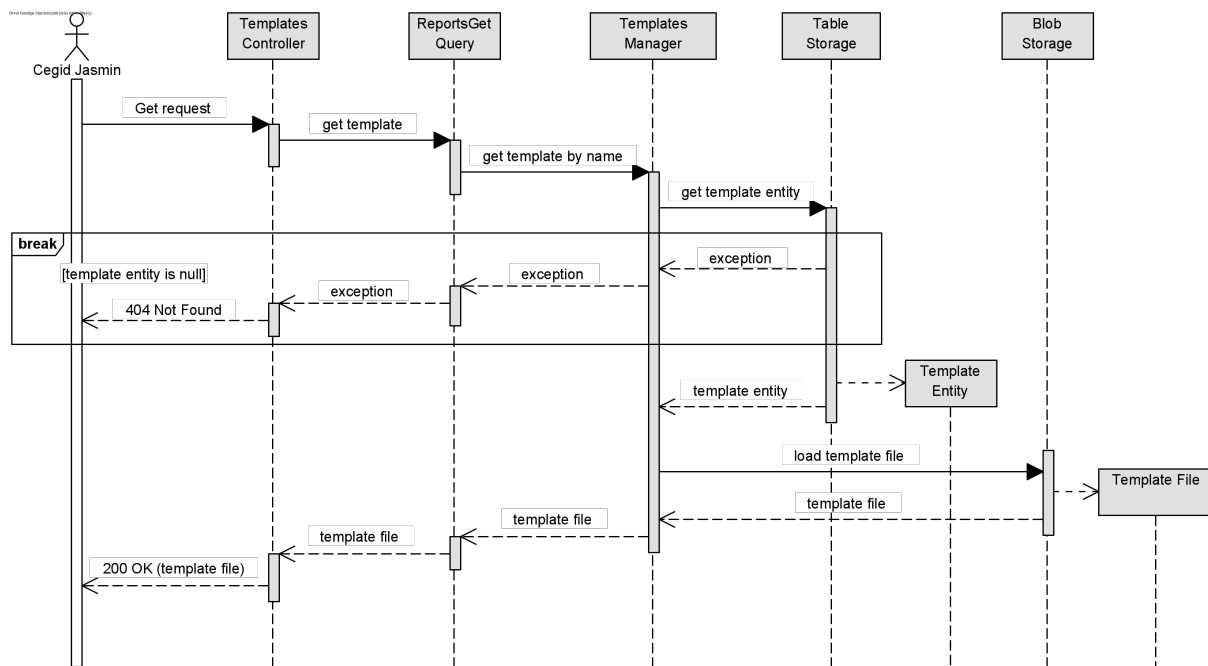 Cegid Jasmin
Templates
Controller
ReportsGet
Query
Templates
Manager
Table
Storage
Blob
Storage
Get request
get template
get template by name
get template entity
break
[template entity is null]
exception
exception
exception
404 Not Found
Template
Entity
template entity
load template file
Template File
template file
template file
template file
200 OK (template file)